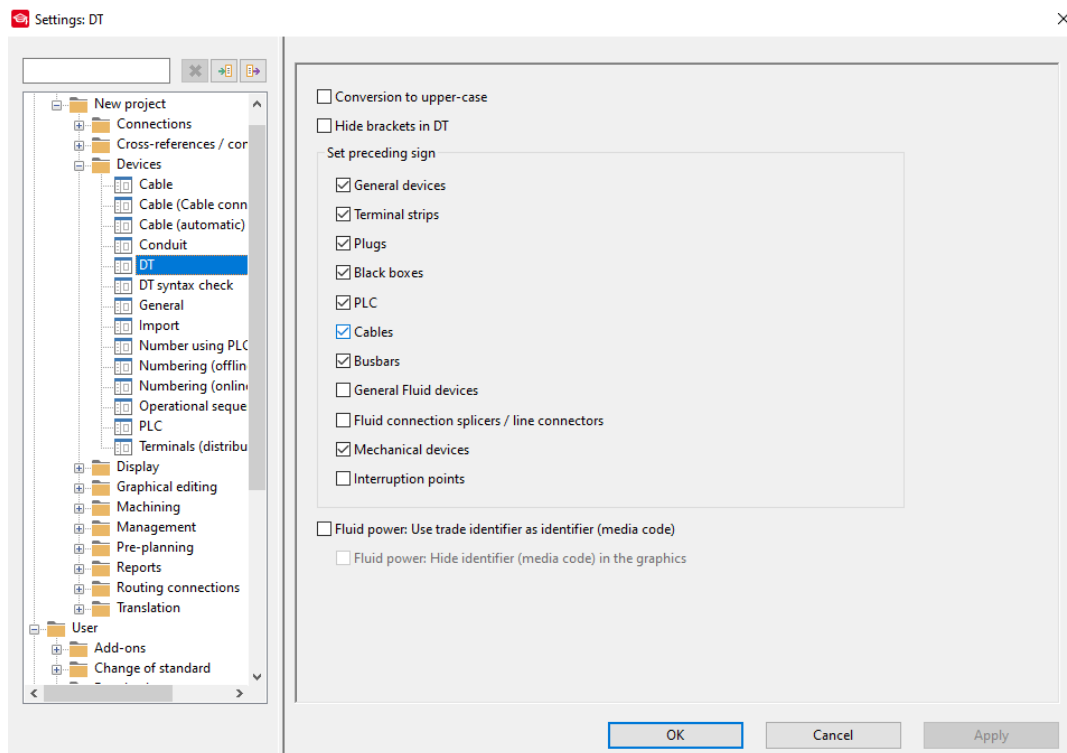 Settings: DT
New project
Connections
Cross-references / cor
Devices
Cable
Cable (Cable conn
Cable (automatic)
Conduit
DT
DT syntax check
General
Import
Number using PLC
Numbering (offlin
Numbering (onlin
Operational seque
PLC
Terminals (distribu
Display
Graphical editing
Machining
Management
Pre-planning
Reports
Routing connections
Translation
User
Add-ons
Change of standard
Conversion to upper-case
Hide brackets in DT
Set preceding sign
General devices
Terminal strips
Plugs
Black boxes
PLC
Cables
Busbars
General Fluid devices
Fluid connection splicers / line connectors
Mechanical devices
Interruption points
Fluid power: Use trade identifier as identifier (media code)
Fluid power: Hide identifier (media code) in the graphics
OK
Cancel
Apply